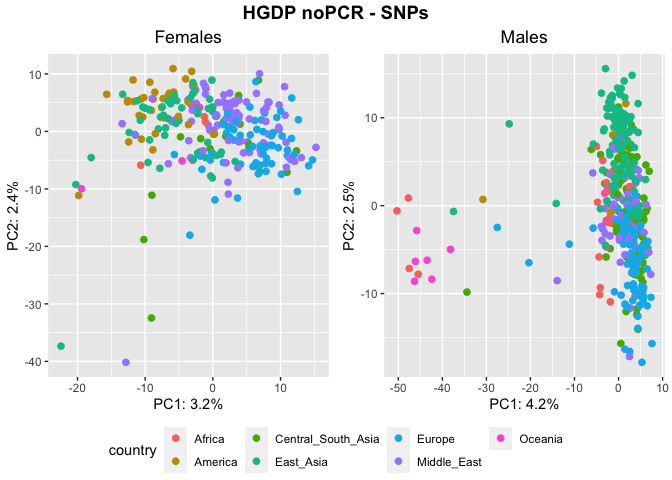 HGDP noPCR - SNPs
Females
Males
PC2: 2.4%
10
0
-10
-20
-30
-40
-20
-10
0
10
PC1: 3.2%
PC2: 2.5%
10
0
-10
-50
-40
-30
-20
-10
0
10
PC1: 4.2%
country
Africa
Central_South_Asia
Europe
Oceania
America
East_Asia
Middle_East